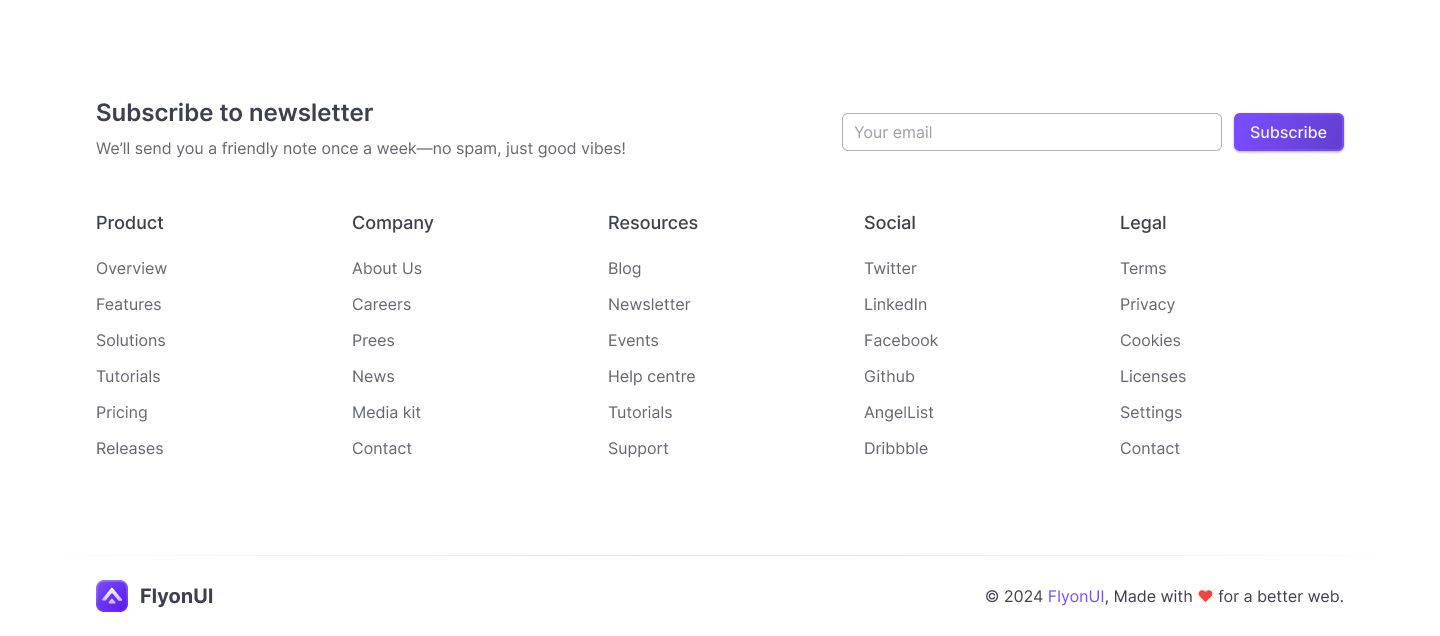 Subscribe to newsletter
We’ll send you a friendly note once a week—no spam, just good vibes!
Your email
Subscribe
Product
Overview
Features
Solutions
Tutorials
Pricing
Releases
Company
About Us
Careers
Prees
News
Media kit
Contact
Resources
Blog
Newsletter
Events
Help centre
Tutorials
Support
Social
Twitter
LinkedIn
Facebook
Github
AngelList
Dribbble
Legal
Terms
Privacy
Cookies
Licenses
Settings
Contact
FlyonUI
© 2024 FlyonUI, Made with ❤ for a better web.